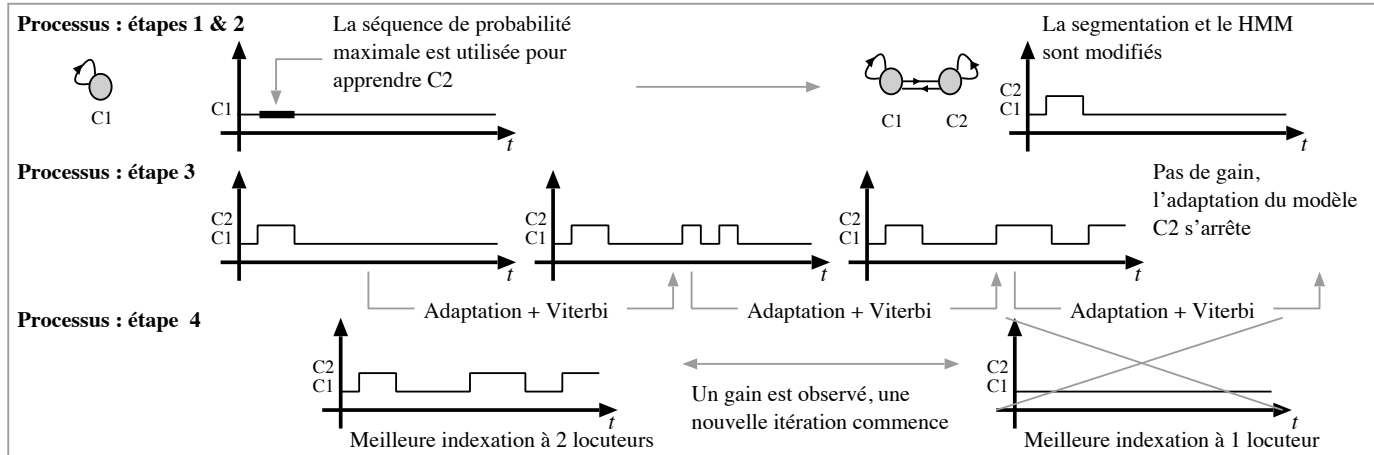 Processus : étapes 1 & 2
La séquence de probabilité
maximale est utilisée pour
apprendre C2
La segmentation et le HMM
sont modifiés
C1
C1
t
C1 C2
C2
C1
t
Processus : étape 3
Pas de gain,
l'adaptation du modèle
C2 s'arrête
C2
C1
t
C2
C1
t
C2
C1
t
Adaptation + Viterbi
Adaptation + Viterbi
Adaptation + Viterbi
Processus : étape 4
C2
C1
t
Un gain est observé, une
nouvelle itération commence
C2
C1
t
Meilleure indexation à 2 locuteurs
Meilleure indexation à 1 locuteur